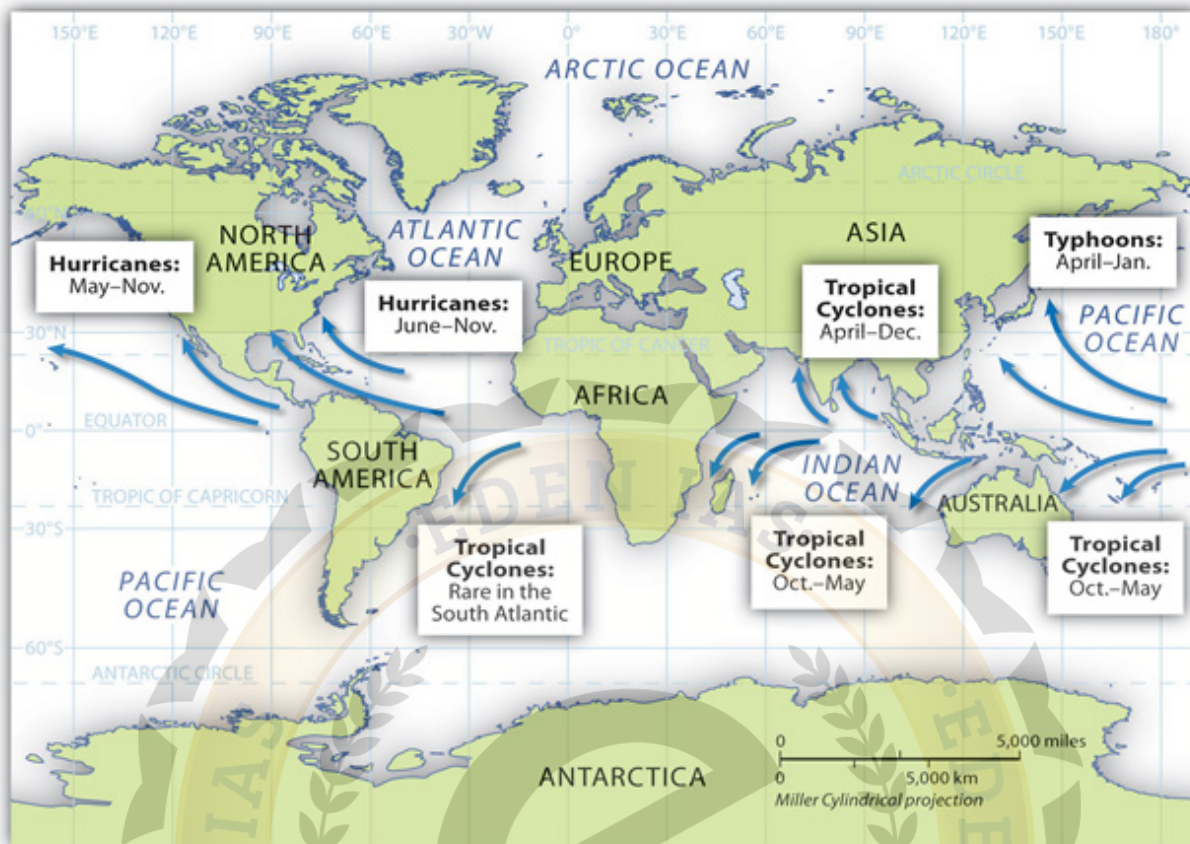 150°E 120°W 90°E 60°E 30°W 0° 30°E 60°E 90°E 120°E 150°E 180°
ARCTIC OCEAN
ARCTIC CIRCLE
60°N
NORTH
AMERICA
ATLANTIC
OCEAN
EUROPE
ASIA
Hurricanes:
May–Nov.
Hurricanes:
June–Nov.
Tropical
Cyclones:
April–Dec.
Typhoons:
April–Jan.
PACIFIC
OCEAN
30°N
TROPIC OF CANCER
AFRICA
EQUATOR
0°
SOUTH
AMERICA
INDIAN
OCEAN
AUSTRALIA
TROPIC OF CAPRICORN
30°S
EDEN IAS
PACIFIC
OCEAN
Tropical
Cyclones:
Rare in the
South Atlantic
Tropical
Cyclones:
Oct.–May
Tropical
Cyclones:
Oct.–May
60°S
ANTARCTIC CIRCLE
IAS
EDE
ANTARCTICA
0 5,000 miles
0 5,000 km
Miller Cylindrical projection